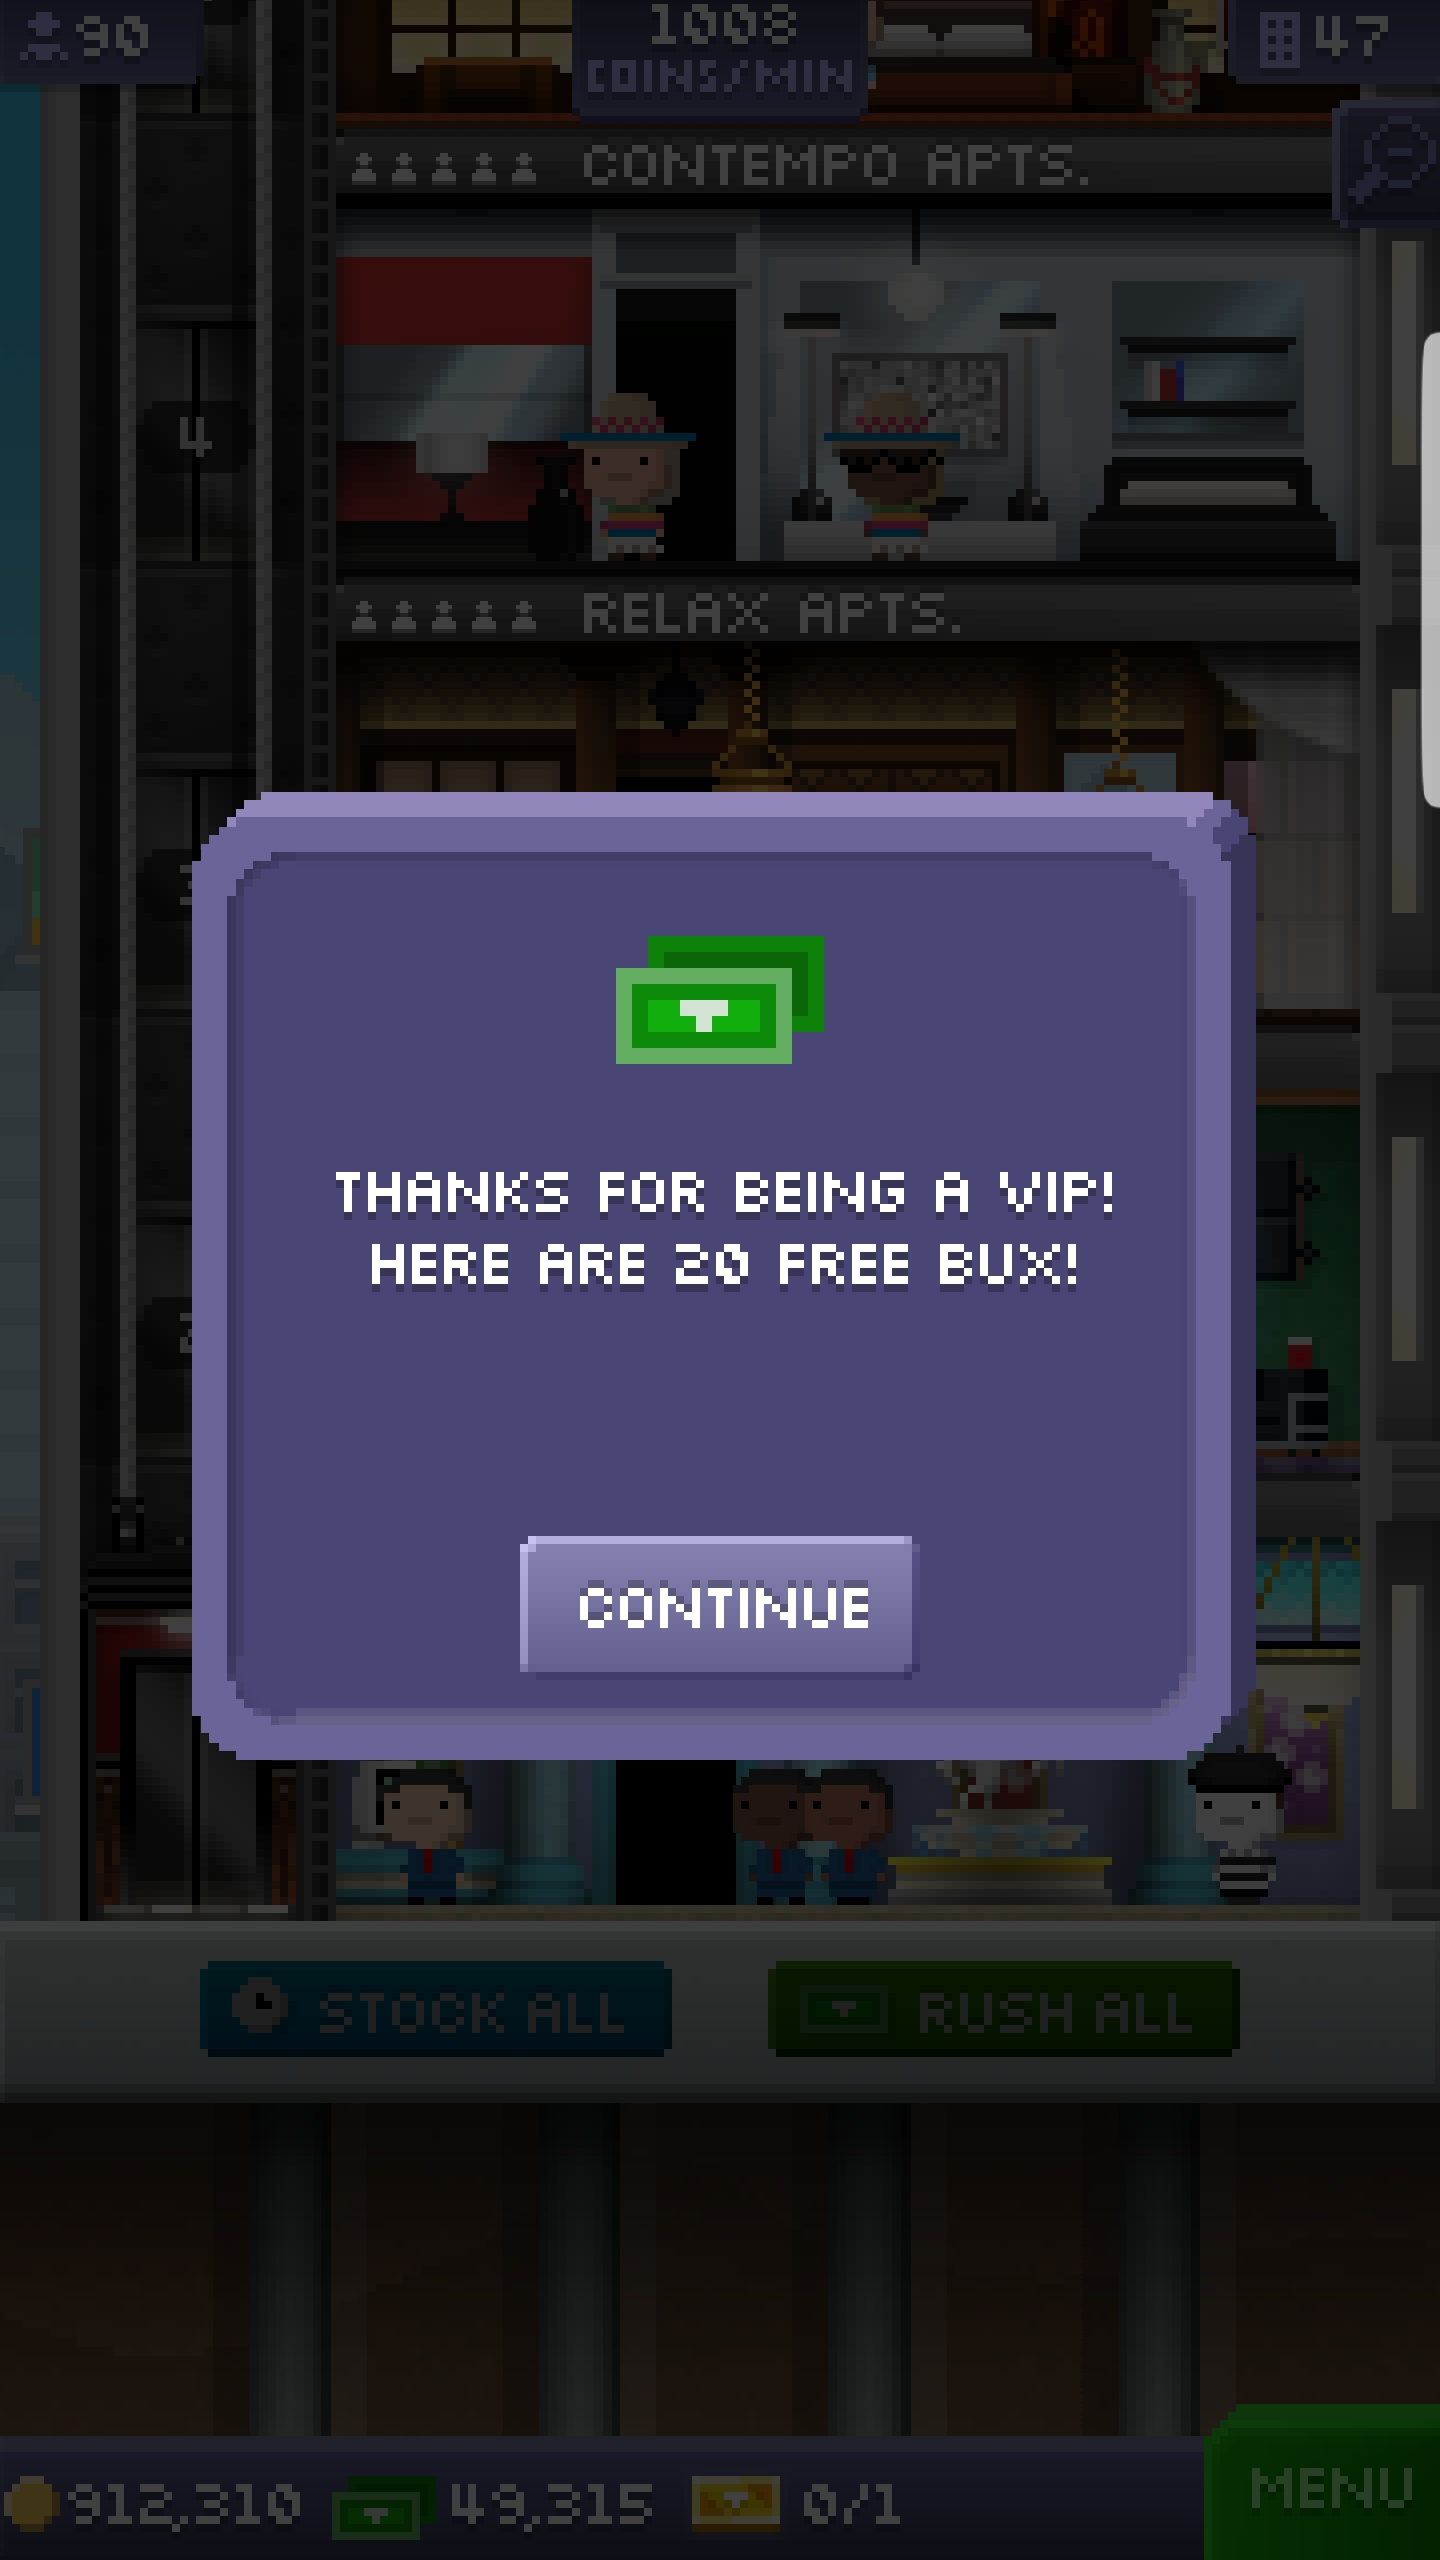 90
1008
COINS/MIN
47
CONTEMPO APTS.
4
RELAX APTS.
THANKS FOR BEING A VIP!
HERE ARE 20 FREE BUX!
CONTINUE
STOCK ALL
RUSH ALL
912,310
49,315
0/1
MENU